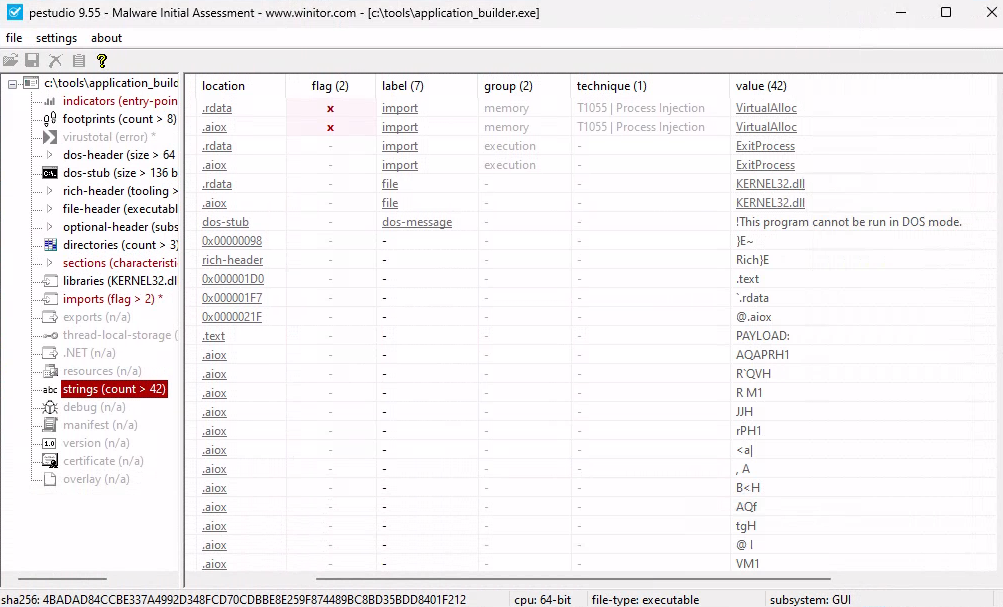 pestudio 9.55 - Malware Initial Assessment - www.winitor.com - [c:\tools\application_builder.exe]
file settings about
c:\tools\application_builc
indicators (entry-poin
footprints (count > 8)
virustotal (error) *
dos-header (size > 64
dos-stub (size > 136 b
rich-header (tooling >
file-header (executabl
optional-header (subs
directories (count > 3)
sections (characteristi
libraries (KERNEL32.dl
imports (flag > 2) *
exports (n/a)
thread-local-storage (
.NET (n/a)
resources (n/a)
abc strings (count > 42)
debug (n/a)
manifest (n/a)
1.0 version (n/a)
certificate (n/a)
overlay (n/a)
location flag (2) label (7) group (2) technique (1) value (42)
.rdata x import memory T1055 | Process Injection VirtualAlloc
.aiox x import memory T1055 | Process Injection VirtualAlloc
.rdata - import execution - ExitProcess
.aiox - import execution - ExitProcess
.rdata - file - - KERNEL32.dll
.aiox - file - - KERNEL32.dll
dos-stub - dos-message - - !This program cannot be run in DOS mode.
0x00000098 - - - - }E~
rich-header - - - - Rich}E
0x000001D0 - - - - .text
0x000001F7 - - - - `.rdata
0x0000021F - - - - @.aiox
.text - - - - PAYLOAD:
.aiox - - - - AQAPRH1
.aiox - - - - R`QVH
.aiox - - - - R M1
.aiox - - - - JJH
.aiox - - - - rPH1
.aiox - - - - <a|
.aiox - - - - , A
.aiox - - - - B<H
.aiox - - - - AQf
.aiox - - - - tgH
.aiox - - - - @ I
.aiox - - - - VM1
sha256: 4BADAD84CCBE337A4992D348FCD70CDBBE8E259F874489BC8BD35BDD8401F212 cpu: 64-bit file-type: executable subsystem: GUI